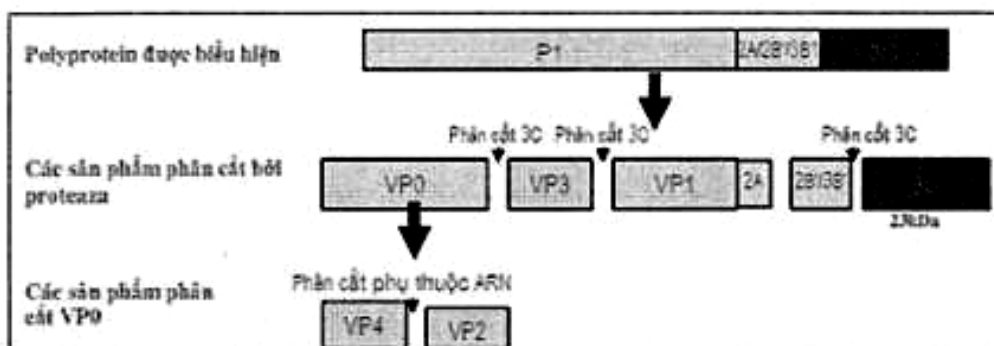 Polyprotein được biểu hiện
P1
2A/2B1/3B1
Phân cắt 3C Phân cắt 3C Phân cắt 3C
Các sản phẩm phân cắt bởi
proteaza
VP0 VP3 VP1 2A 2B1/3B1
23kDa
Phân cắt phụ thuộc ARN
Các sản phẩm phân
cắt VP0
VP4 VP2